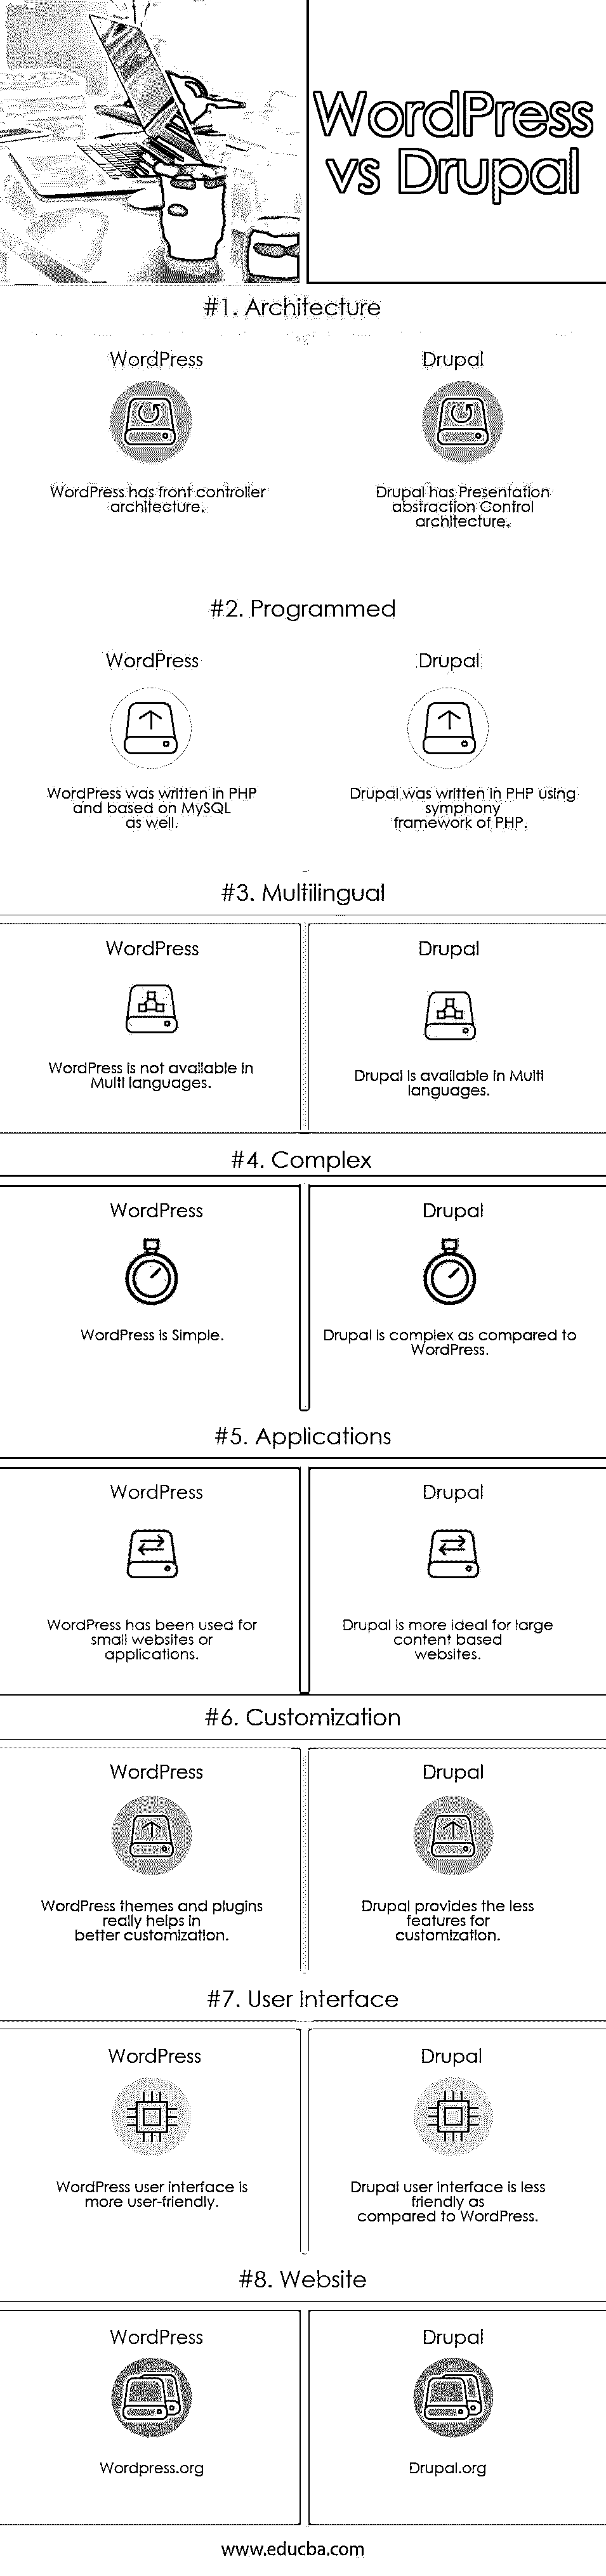 WordPress
vs Drupal
#1. Architecture
WordPress
Drupal
WordPress has front controller
architecture.
Drupal has Presentation
abstraction Control
architecture.
#2. Programmed
WordPress
Drupal
WordPress was written in PHP
and based on MySQL
as well.
Drupal was written in PHP using
symphony
framework of PHP.
#3. Multilingual
WordPress
Drupal
WordPress is not available in
Multi languages.
Drupal is available in Multi
languages.
#4. Complex
WordPress
Drupal
WordPress is Simple.
Drupal is complex as compared to
WordPress.
#5. Applications
WordPress
Drupal
WordPress has been used for
small websites or
applications.
Drupal is more ideal for large
content based
websites.
#6. Customization
WordPress
Drupal
WordPress themes and plugins
really helps in
better customization.
Drupal provides the less
features for
customization.
#7. User Interface
WordPress
Drupal
WordPress user interface is
more user-friendly.
Drupal user interface is less
friendly as
compared to WordPress.
#8. Website
WordPress
Drupal
Wordpress.org
Drupal.org
www.educba.com